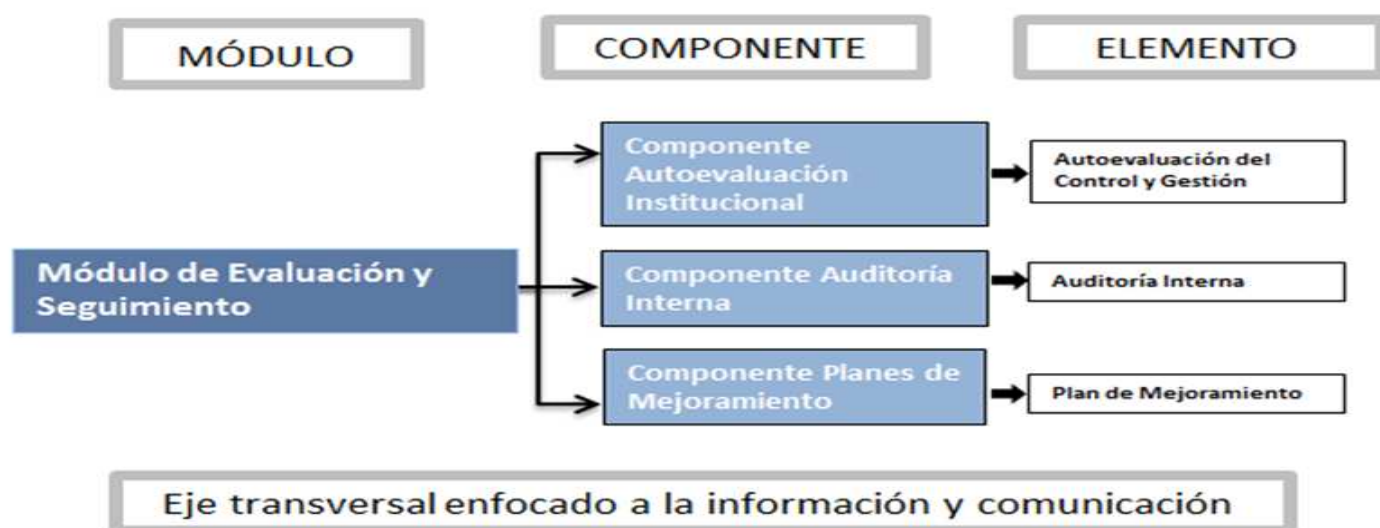 MÓDULO
COMPONENTE
ELEMENTO
Componente
Autoevaluación
Institucional
Autoevaluación del
Control y Gestión
Módulo de Evaluación y
Seguimiento
Componente Auditoría
Interna
Auditoría Interna
Componente Planes de
Mejoramiento
Plan de Mejoramiento
Eje transversal enfocado a la información y comunicación